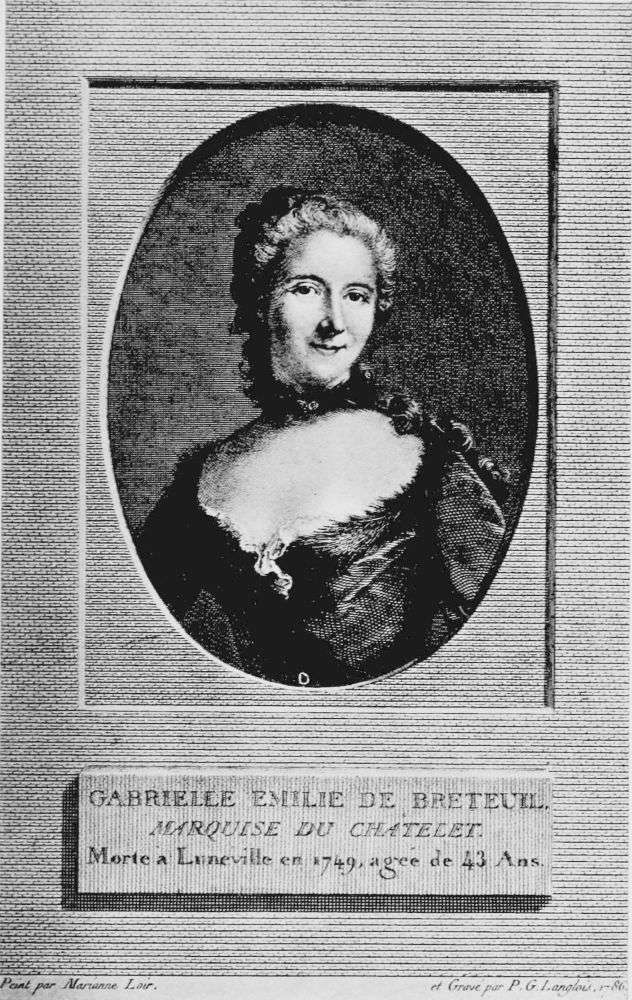 GABRIELLE EMILIE DE BRETEUIL.
MARQUISE DU CHATELET.
Morte a Luneville en 1749, agée de 43 Ans.
Peint par Marianne Loir. et Gravé par P. G. Langlois, 1786.